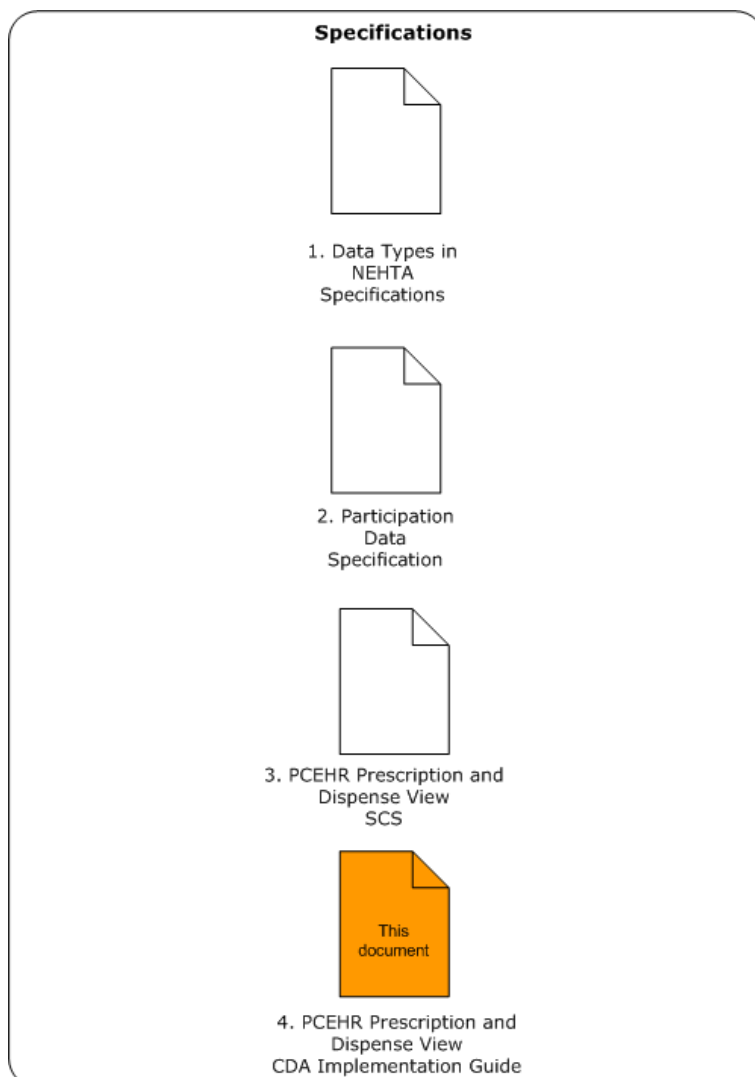 Specifications
1. Data Types in
NEHTA
Specifications
2. Participation
Data
Specification
3. PCEHR Prescription and
Dispense View
SCS
This
document
4. PCEHR Prescription and
Dispense View
CDA Implementation Guide